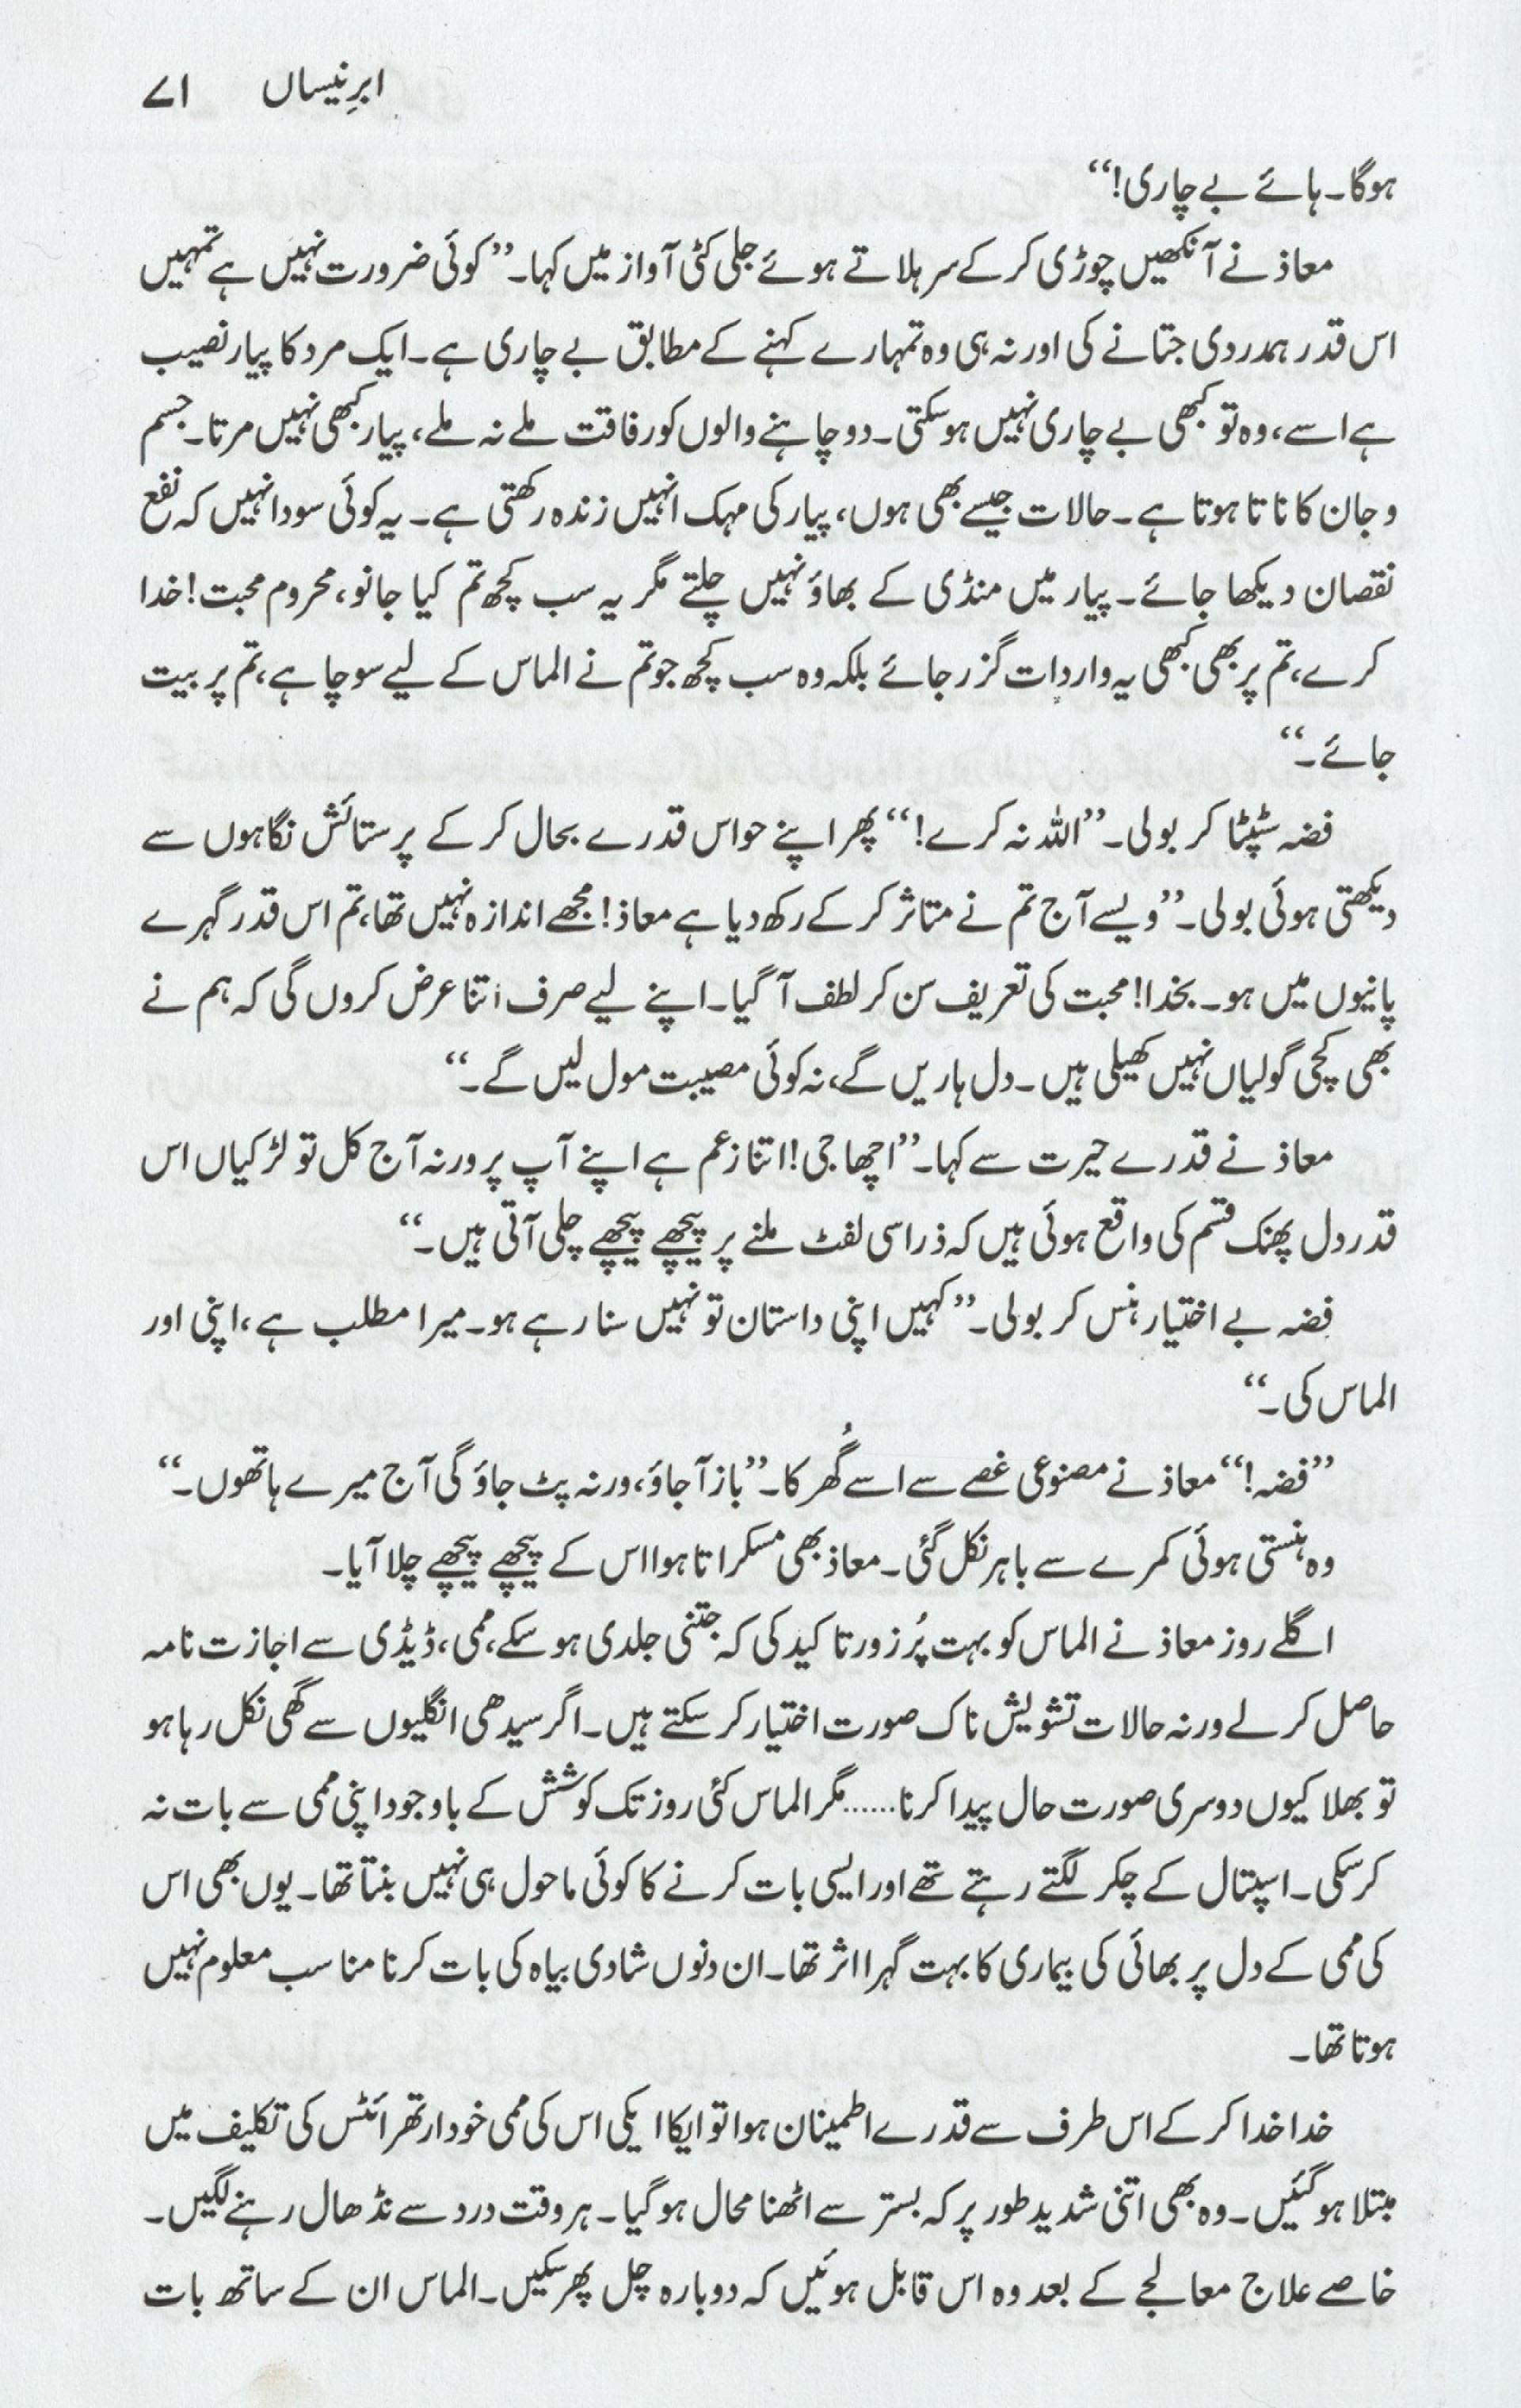 ابرِ نیساں ۷۱
ہوگا۔ ہائے بے چاری!‘‘
معاذ نے آنکھیں چوڑی کر کے سر ہلاتے ہوئے جلی کٹی آواز میں کہا۔ ’’کوئی ضرورت نہیں ہے تمہیں
اس قدر ہمدردی جتانے کی اور نہ ہی وہ تمہارے کہنے کے مطابق بے چاری ہے۔ ایک مرد کا پیار نصیب
ہے اسے، وہ تو کبھی بے چاری نہیں ہو سکتی۔ دو چاہنے والوں کو رفاقت ملے نہ ملے، پیار کبھی نہیں مرتا۔ جسم
و جان کا ناتا ہوتا ہے۔ حالات جیسے بھی ہوں، پیار کی مہک انہیں زندہ رکھتی ہے۔ یہ کوئی سودا نہیں کہ نفع
نقصان دیکھا جائے۔ پیار میں منڈی کے بھاؤ نہیں چلتے مگر یہ سب کچھ تم کیا جانو، محروم محبت! خدا
کرے، تم پر بھی کبھی یہ واردات گزر جائے بلکہ وہ سب کچھ جو تم نے الماس کے لیے سوچا ہے، تم پر بیت
جائے۔‘‘
فضہ سٹپٹا کر بولی۔ ’’اللہ نہ کرے!‘‘ پھر اپنے حواس قدرے بحال کر کے پرستائش نگاہوں سے
دیکھتی ہوئی بولی۔ ’’ویسے آج تم نے متاثر کر کے رکھ دیا ہے معاذ! مجھے اندازہ نہیں تھا، تم اس قدر گہرے
پانیوں میں ہو۔ بخدا! محبت کی تعریف سن کر لطف آ گیا۔ اپنے لیے صرف اتنا عرض کروں گی کہ ہم نے
بھی کچی گولیاں نہیں کھیلی ہیں۔ دل ہاریں گے، نہ کوئی مصیبت مول لیں گے۔‘‘
معاذ نے قدرے حیرت سے کہا۔ ’’اچھا جی! اتنا زعم ہے اپنے آپ پر ورنہ آج کل تو لڑکیاں اس
قدر دل پھنک قسم کی واقع ہوئی ہیں کہ ذرا سی لفٹ ملنے پر پیچھے پیچھے چلی آتی ہیں۔‘‘
فضہ بے اختیار ہنس کر بولی۔ ’’کہیں اپنی داستان تو نہیں سنا رہے ہو۔ میرا مطلب ہے، اپنی اور
الماس کی۔‘‘
’’فضہ!‘‘ معاذ نے مصنوعی غصے سے اسے گُھرکا۔ ’’باز آ جاؤ، ورنہ پٹ جاؤ گی آج میرے ہاتھوں۔‘‘
وہ ہنستی ہوئی کمرے سے باہر نکل گئی۔ معاذ بھی مسکراتا ہوا اس کے پیچھے پیچھے چلا آیا۔
اگلے روز معاذ نے الماس کو بہت پُرزور تاکید کی کہ جتنی جلدی ہو سکے، ممی، ڈیڈی سے اجازت نامہ
حاصل کر لے ورنہ حالات تشویش ناک صورت اختیار کر سکتے ہیں۔ اگر سیدھی انگلیوں سے گھی نکل رہا ہو
تو بھلا کیوں دوسری صورت حال پیدا کرنا...... مگر الماس کئی روز تک کوشش کے باوجود اپنی ممی سے بات نہ
کر سکی۔ اسپتال کے چکر لگتے رہتے تھے اور ایسی بات کرنے کا کوئی ماحول ہی نہیں بنتا تھا۔ یوں بھی اس
کی ممی کے دل پر بھائی کی بیماری کا بہت گہرا اثر تھا۔ ان دنوں شادی بیاہ کی بات کرنا مناسب معلوم نہیں
ہوتا تھا۔
خدا خدا کر کے اس طرف سے قدرے اطمینان ہوا تو ایکا ایکی اس کی ممی خود ارتھرائٹس کی تکلیف میں
مبتلا ہو گئیں۔ وہ بھی اتنی شدید طور پر کہ بستر سے اٹھنا محال ہو گیا۔ ہر وقت درد سے نڈھال رہنے لگیں۔
خاصے علاج معالجے کے بعد وہ اس قابل ہوئیں کہ دوبارہ چل پھر سکیں۔ الماس ان کے ساتھ بات